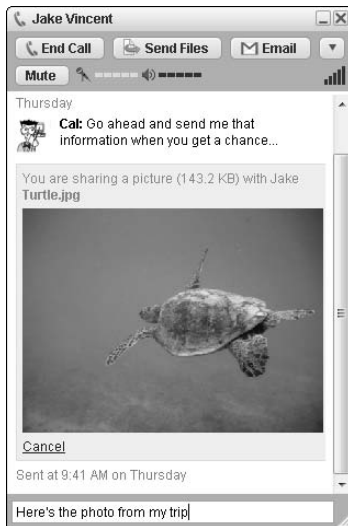 Jake Vincent
End Call Send Files Email
Mute
Thursday
Cal: Go ahead and send me that
information when you get a chance...
You are sharing a picture (143.2 KB) with Jake
Turtle.jpg
Cancel
Sent at 9:41 AM on Thursday
Here's the photo from my trip